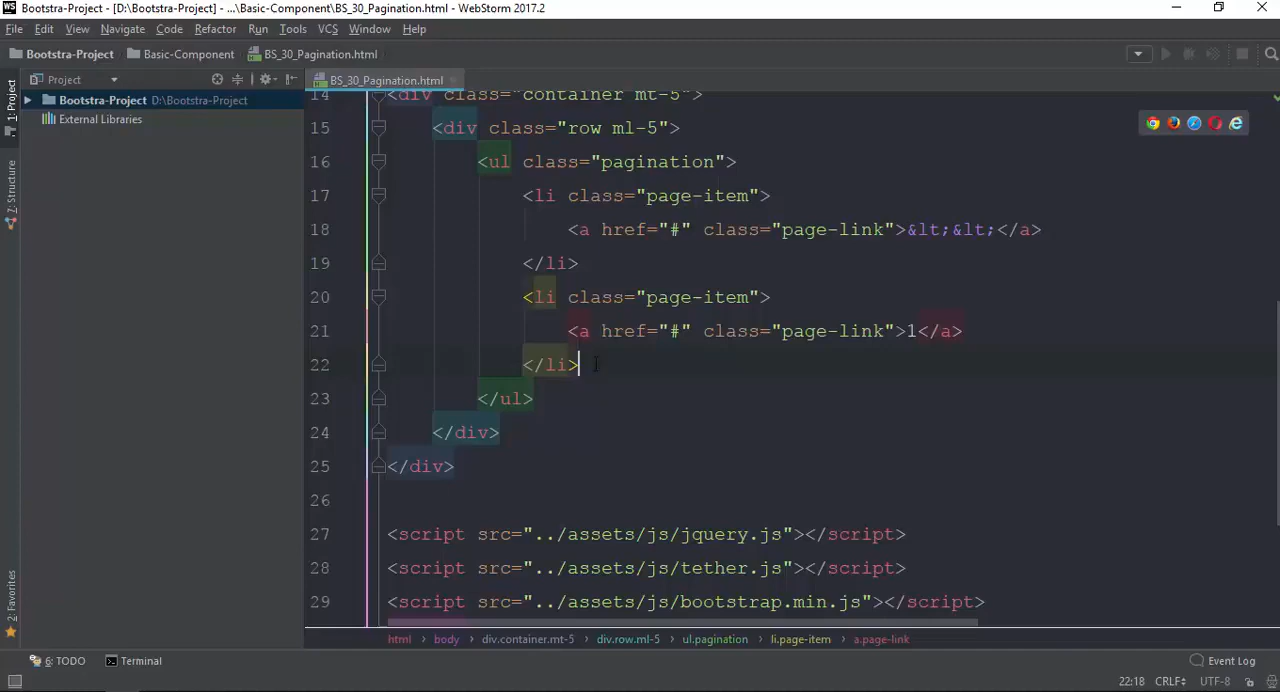 WS Bootstra-Project - [D:\Bootstra-Project] - ...\Basic-Component\BS_30_Pagination.html - WebStorm 2017.2
File Edit View Navigate Code Refactor Run Tools VCS Window Help
Bootstra-Project Basic-Component BS_30_Pagination.html
1: Project
Project
BS_30_Pagination.html
Bootstra-Project D:\Bootstra-Project
External Libraries
7: Structure
2: Favorites
14 <div class="container mt-5">
15 <div class="row ml-5">
16 <ul class="pagination">
17 <li class="page-item">
18 <a href="#" class="page-link">&lt;&lt;</a>
19 </li>
20 <li class="page-item">
21 <a href="#" class="page-link">1</a>
22 </li>
23 </ul>
24 </div>
25 </div>
26
27 <script src="../assets/js/jquery.js"></script>
28 <script src="../assets/js/tether.js"></script>
29 <script src="../assets/js/bootstrap.min.js"></script>
html body div.container.mt-5 div.row.ml-5 ul.pagination li.page-item a.page-link
6: TODO Terminal Event Log
22:18 CRLF UTF-8